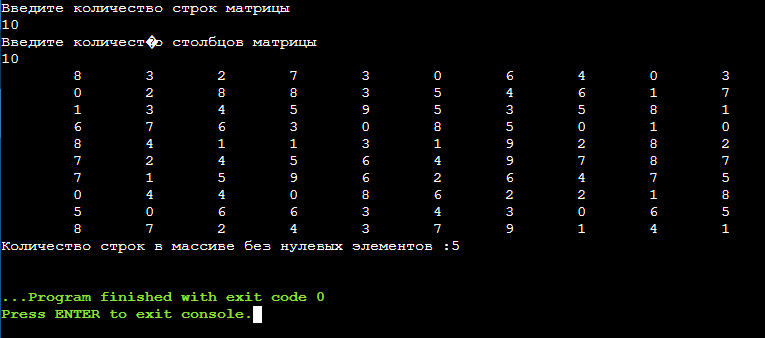 Введите количество строк матрицы
10
Введите количест�о столбцов матрицы
10
8 3 2 7 3 0 6 4 0 3
0 2 8 8 3 5 4 6 1 7
1 3 4 5 9 5 3 5 8 1
6 7 6 3 0 8 5 0 1 0
8 4 1 1 3 1 9 2 8 2
7 2 4 5 6 4 9 7 8 7
7 1 5 9 6 2 6 4 7 5
0 4 4 0 8 6 2 2 1 8
5 0 6 6 3 4 3 0 6 5
8 7 2 4 3 7 9 1 4 1
Количество строк в массиве без нулевых элементов :5
...Program finished with exit code 0
Press ENTER to exit console.